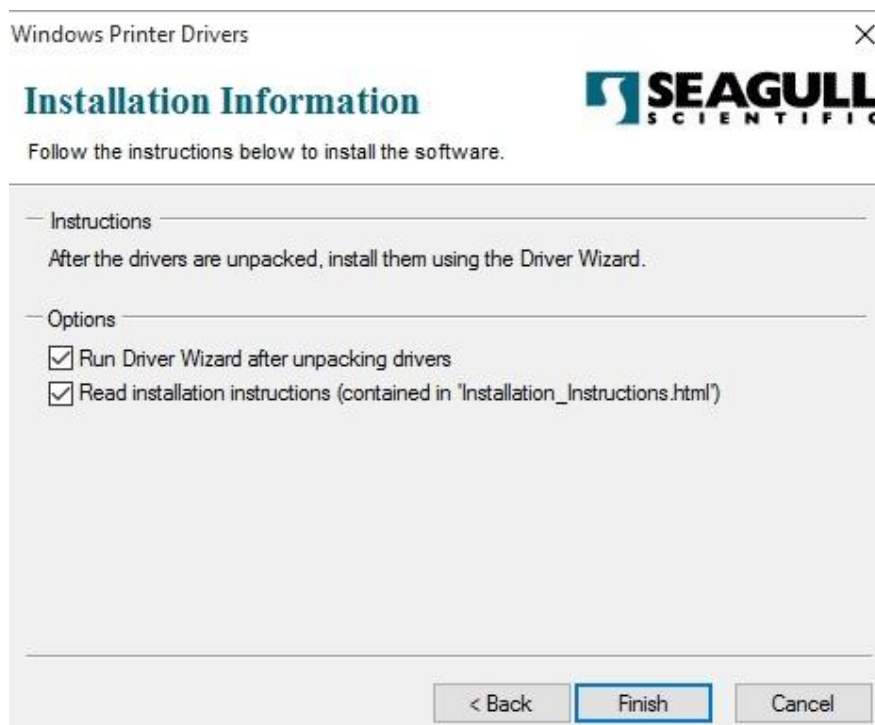 Windows Printer Drivers
Installation Information
SEAGULL
SCIENTIFIC
Follow the instructions below to install the software.
Instructions
After the drivers are unpacked, install them using the Driver Wizard.
Options
Run Driver Wizard after unpacking drivers
Read installation instructions (contained in 'Installation_Instructions.html')
< Back
Finish
Cancel